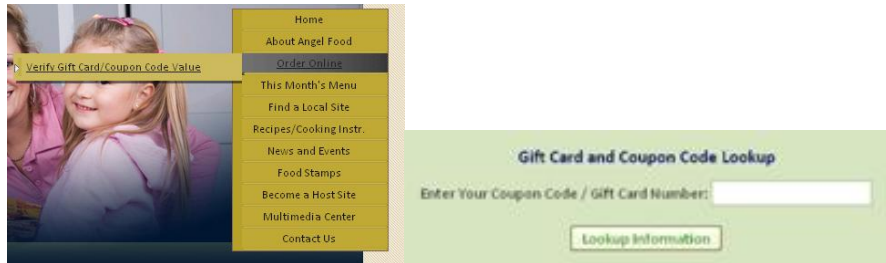 Home
About Angel Food
Order Online
Verify Gift Card/Coupon Code Value
This Month's Menu
Find a Local Site
Recipes/Cooking Instr.
News and Events
Food Stamps
Become a Host Site
Multimedia Center
Contact Us
Gift Card and Coupon Code Lookup
Enter Your Coupon Code / Gift Card Number:
Lookup Information